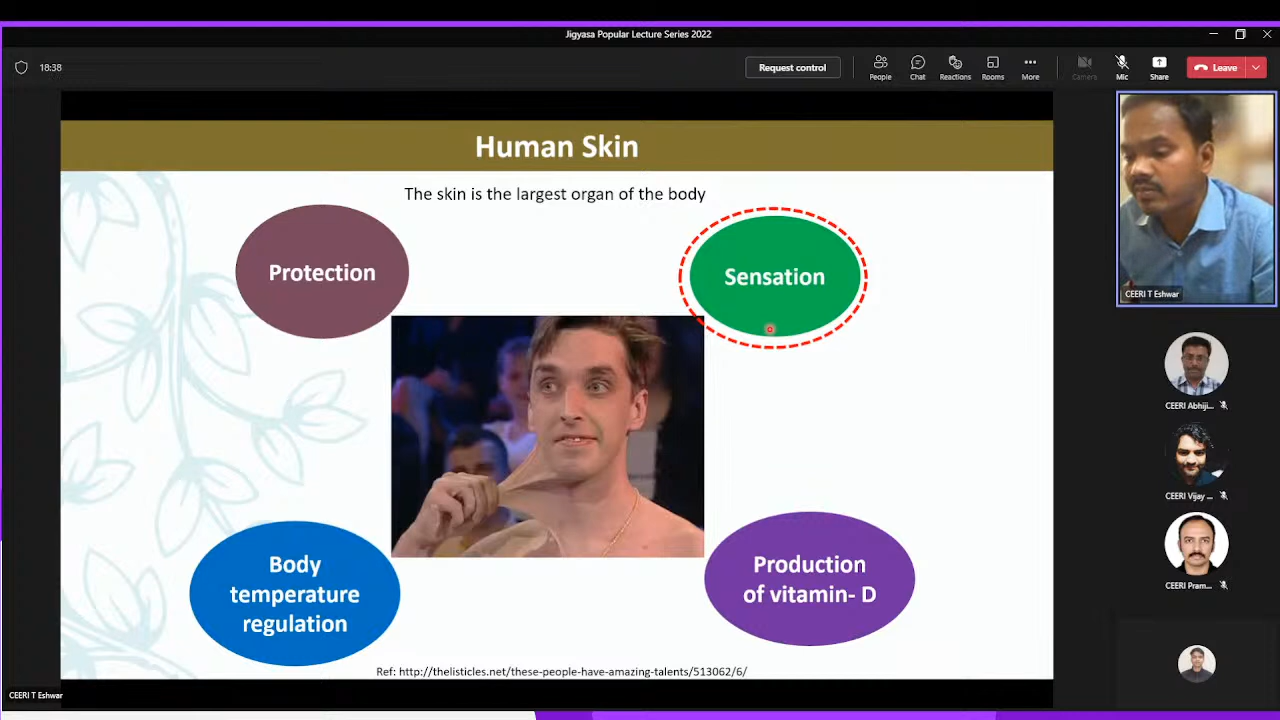 Jigyasa Popular Lecture Series 2022
18:38
Request control
People
Chat
Reactions
Rooms
More
Camera
Mic
Share
Leave
Human Skin
The skin is the largest organ of the body
Protection
Sensation
Body
temperature
regulation
Production
of vitamin- D
Ref: http://thelisticles.net/these-people-have-amazing-talents/513062/6/
CEERI T Eshwar
CEERI Abhiji...
CEERI Vijay ...
CEERI Pram...
CEERI T Eshwar